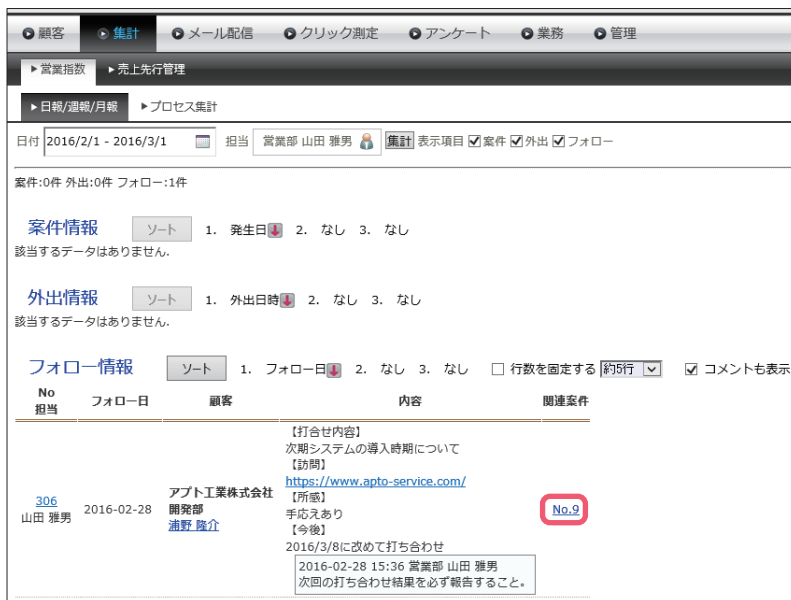 顧客 集計 メール配信 クリック測定 アンケート 業務 管理
営業指数 売上先行管理
日報/週報/月報 プロセス集計
日付 2016/2/1 - 2016/3/1 担当 営業部 山田 雅男 集計 表示項目 案件 外出 フォロー
案件:0件 外出:0件 フォロー:1件
案件情報 ソート 1. 発生日 2. なし 3. なし
該当するデータはありません.
外出情報 ソート 1. 外出日時 2. なし 3. なし
該当するデータはありません.
フォロー情報 ソート 1. フォロー日 2. なし 3. なし 行数を固定する 約5行 コメントも表示
No
担当 フォロー日 顧客 内容 関連案件
【打合せ内容】
次期システムの導入時期について
【訪問】
https://www.apto-service.com/
306
山田 雅男 2016-02-28 アプト工業株式会社
開発部
浦野 隆介
【所感】
手応えあり
【今後】
2016/3/8に改めて打ち合わせ
No.9
2016-02-28 15:36 営業部 山田 雅男
次回の打ち合わせ結果を必ず報告すること。